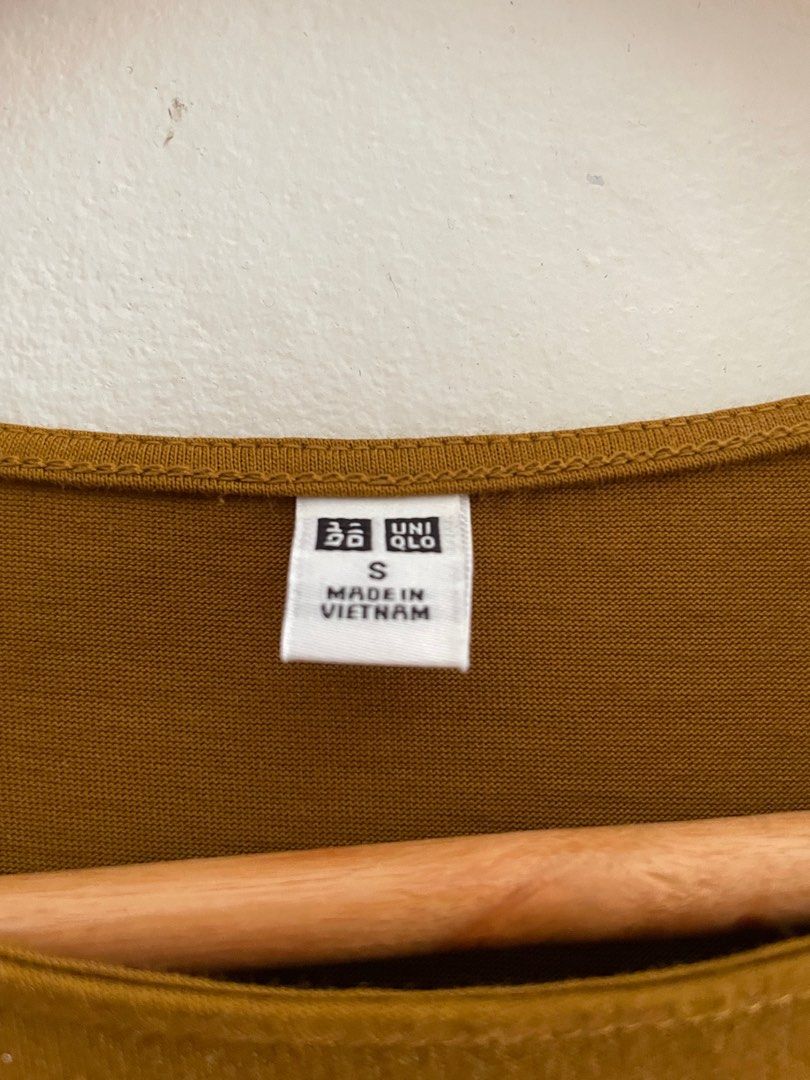 ユニ UNI
クロ QLO
S
MADE IN
VIETNAM